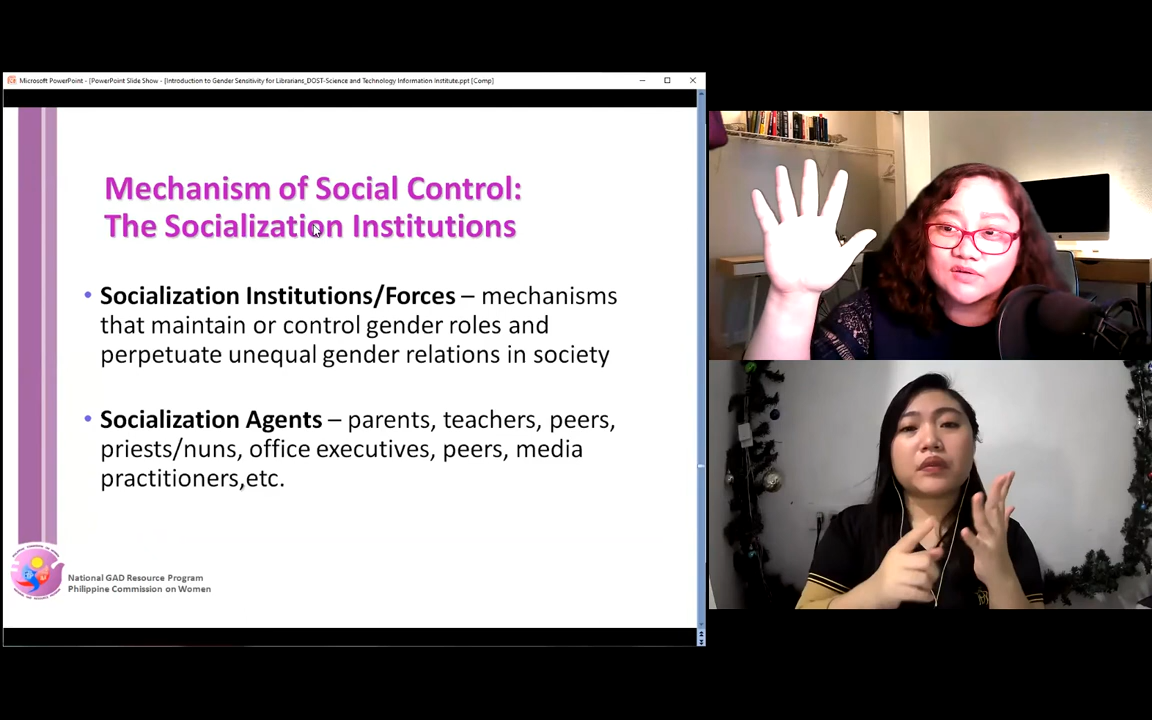 Microsoft PowerPoint - [PowerPoint Slide Show - [Introduction to Gender Sensitivity for Librarians_DOST-Science and Technology Information Institute.ppt [Comp]
Mechanism of Social Control:
The Socialization Institutions
• Socialization Institutions/Forces – mechanisms
that maintain or control gender roles and
perpetuate unequal gender relations in society
• Socialization Agents – parents, teachers, peers,
priests/nuns, office executives, peers, media
practitioners,etc.
National GAD Resource Program
Philippine Commission on Women